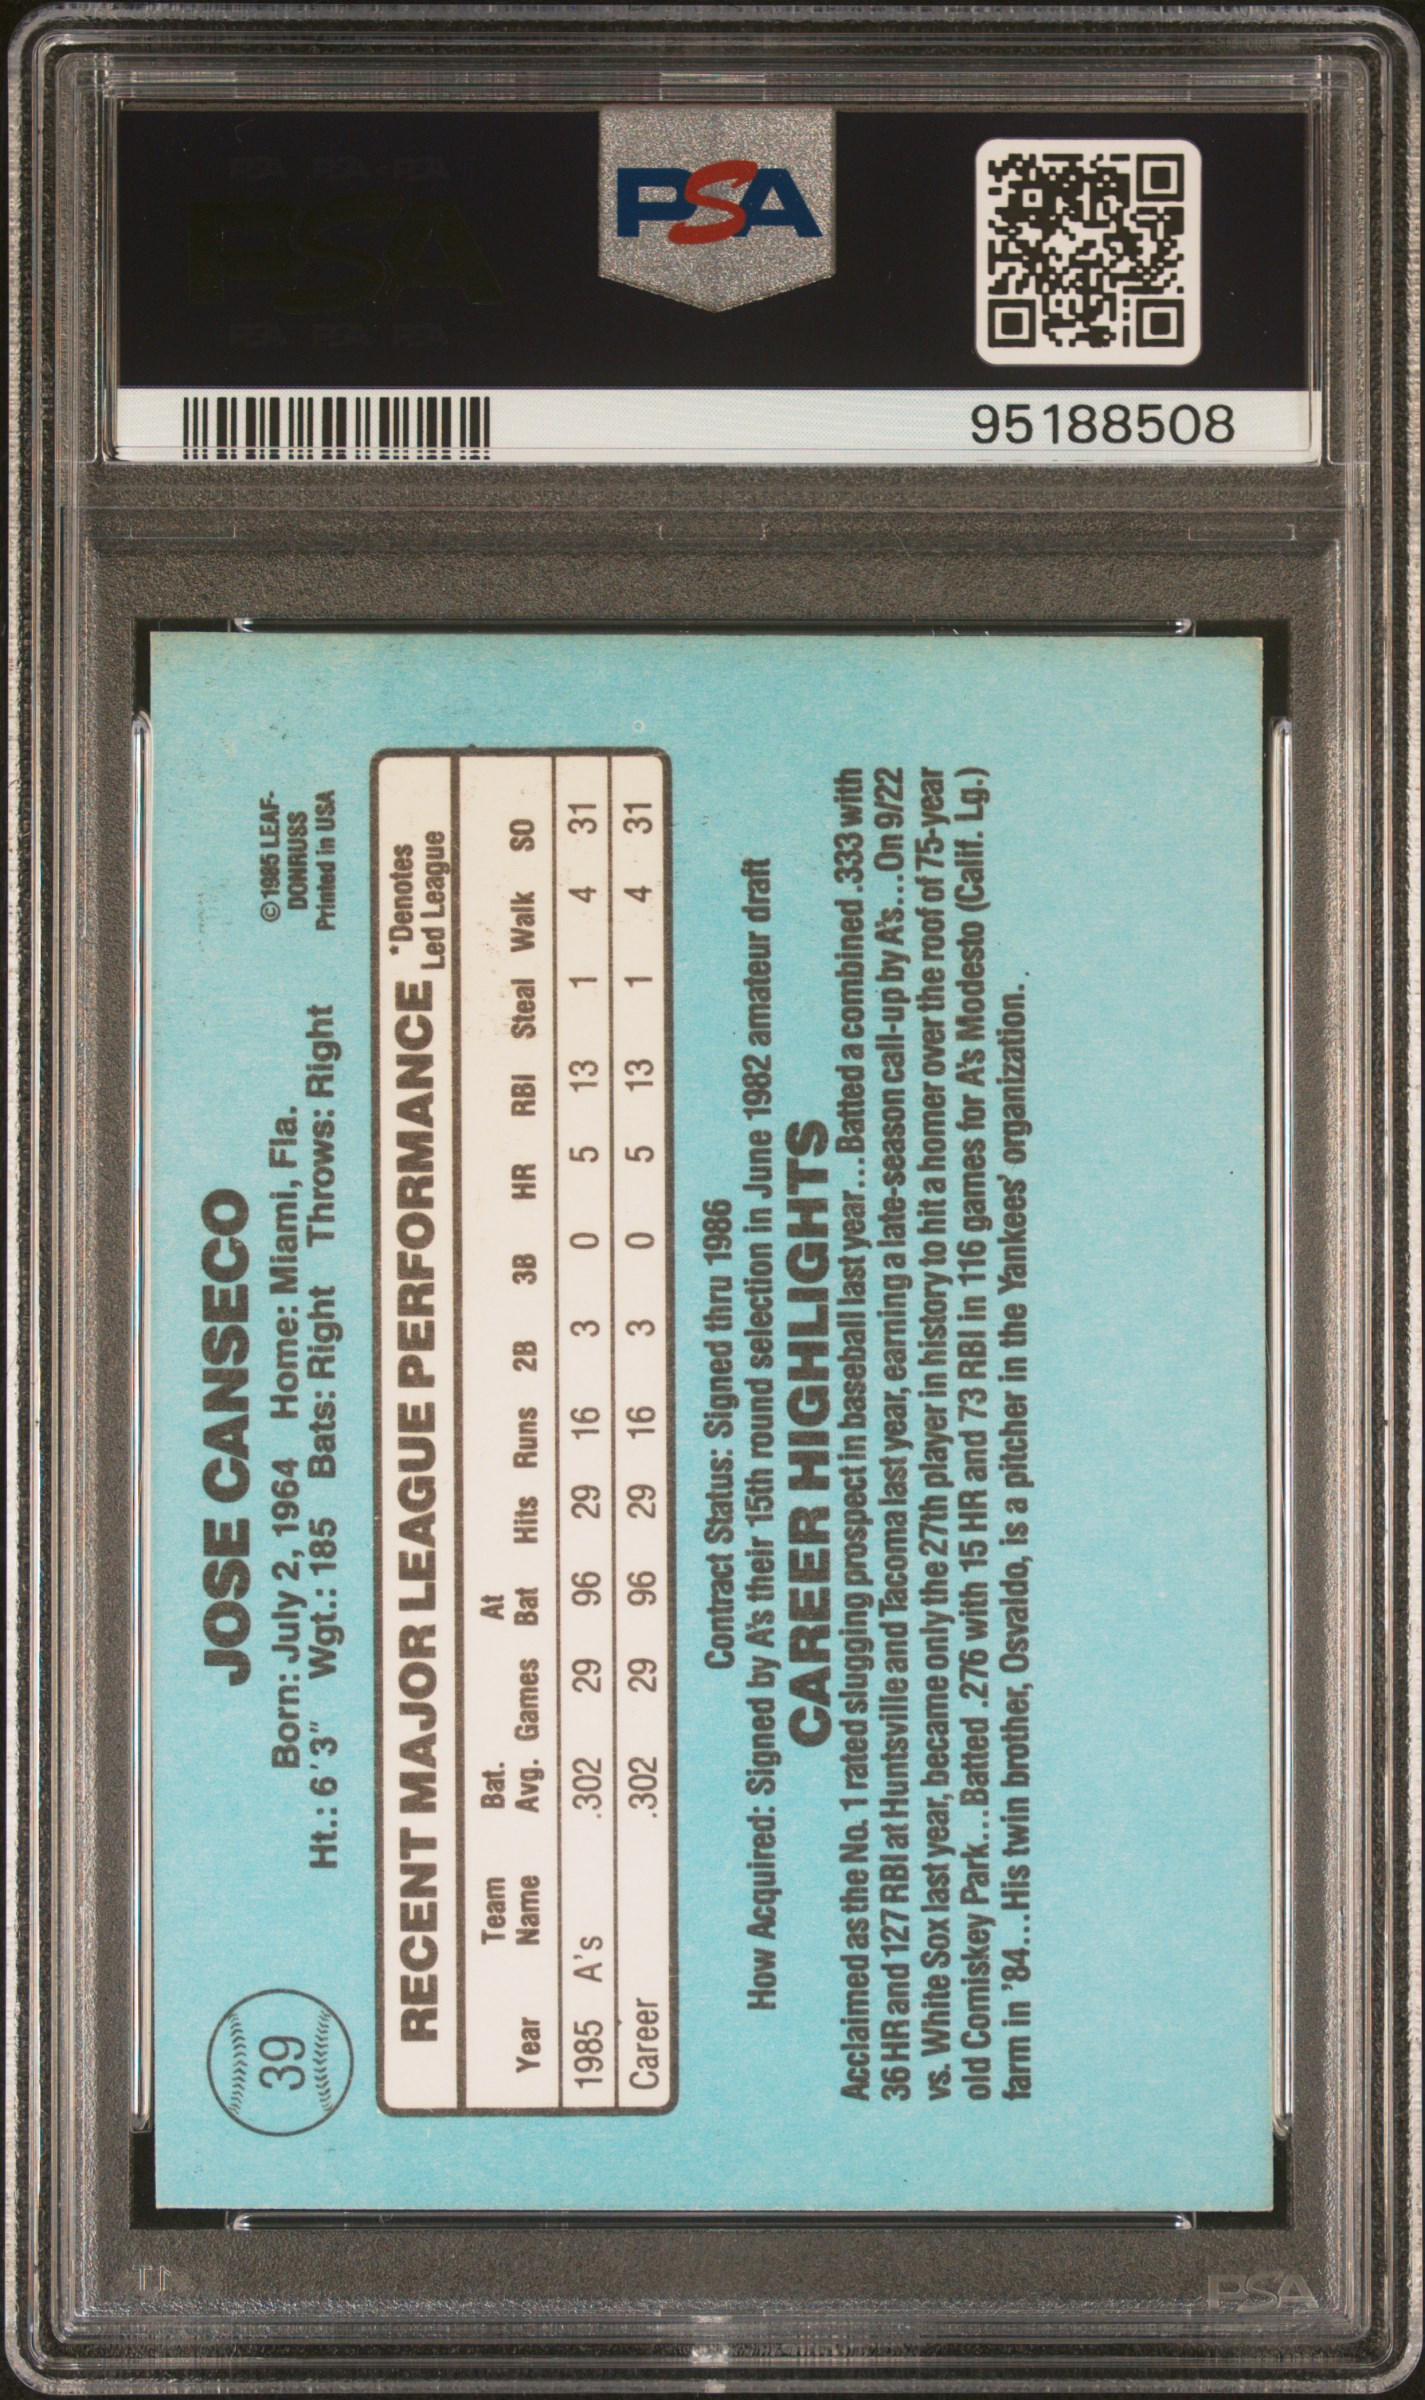 PSA PSA PSA
PSA
PSA PSA PSA
PSA
95188508
39
JOSE CANSECO
© 1985 LEAF-
DONRUSS
Printed in USA
Born: July 2, 1964 Home: Miami, Fla.
Ht.: 6'3" Wgt.: 185 Bats: Right Throws: Right
RECENT MAJOR LEAGUE PERFORMANCE *Denotes
Led League
Year Team Name Bat. Avg. Games At Bat Hits Runs 2B 3B HR RBI Steal Walk SO
1985 A's .302 29 96 29 16 3 0 5 13 1 4 31
Career .302 29 96 29 16 3 0 5 13 1 4 31
Contract Status: Signed thru 1986
How Acquired: Signed by A's their 15th round selection in June 1982 amateur draft
CAREER HIGHLIGHTS
Acclaimed as the No. 1 rated slugging prospect in baseball last year...Batted a combined .333 with
36 HR and 127 RBI at Huntsville and Tacoma last year, earning a late-season call-up by A's...On 9/22
vs. White Sox last year, became only the 27th player in history to hit a homer over the roof of 75-year
old Comiskey Park...Batted .276 with 15 HR and 73 RBI in 116 games for A's Modesto (Calif. Lg.)
farm in '84...His twin brother, Osvaldo, is a pitcher in the Yankees' organization.
PSA